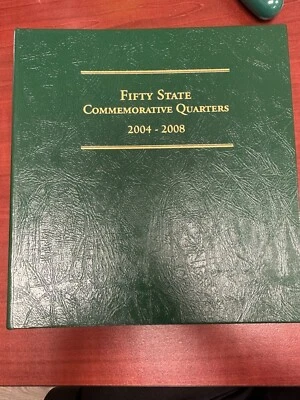 FIFTY STATE
COMMEMORATIVE QUARTERS
2004 - 2008